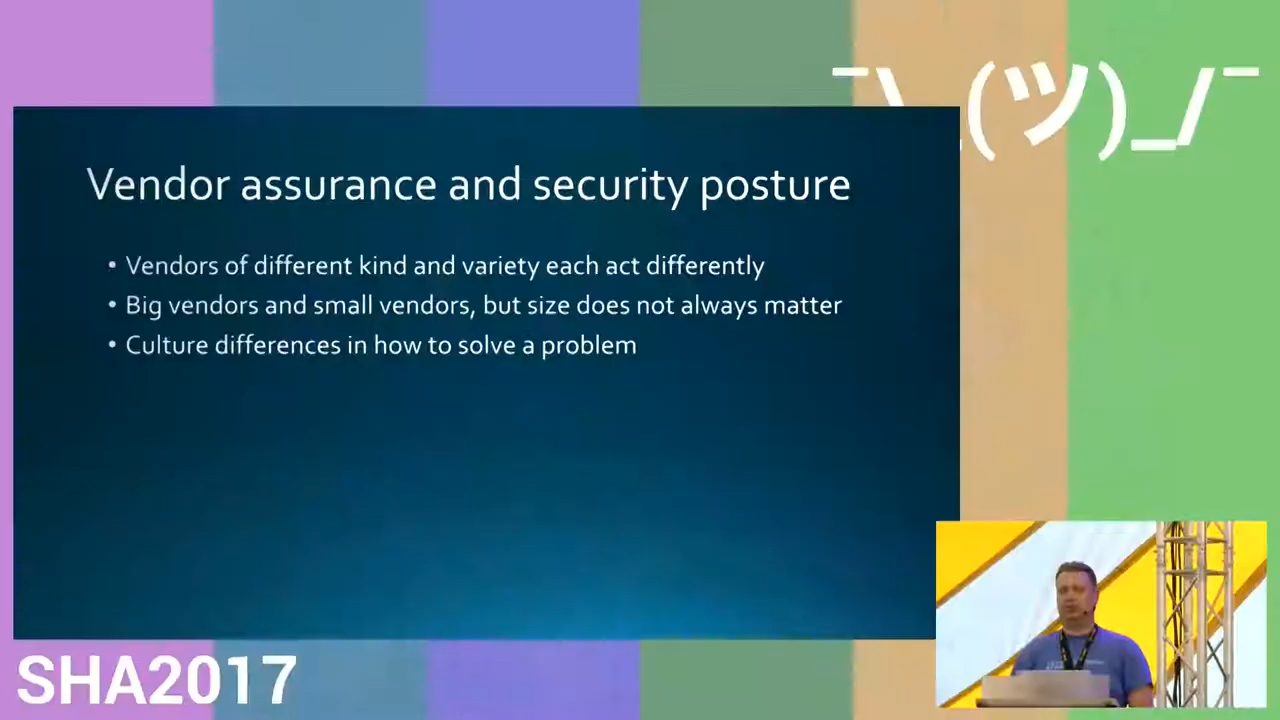 ¯\_(ツ)_/¯
Vendor assurance and security posture
• Vendors of different kind and variety each act differently
• Big vendors and small vendors, but size does not always matter
• Culture differences in how to solve a problem
SHA2017